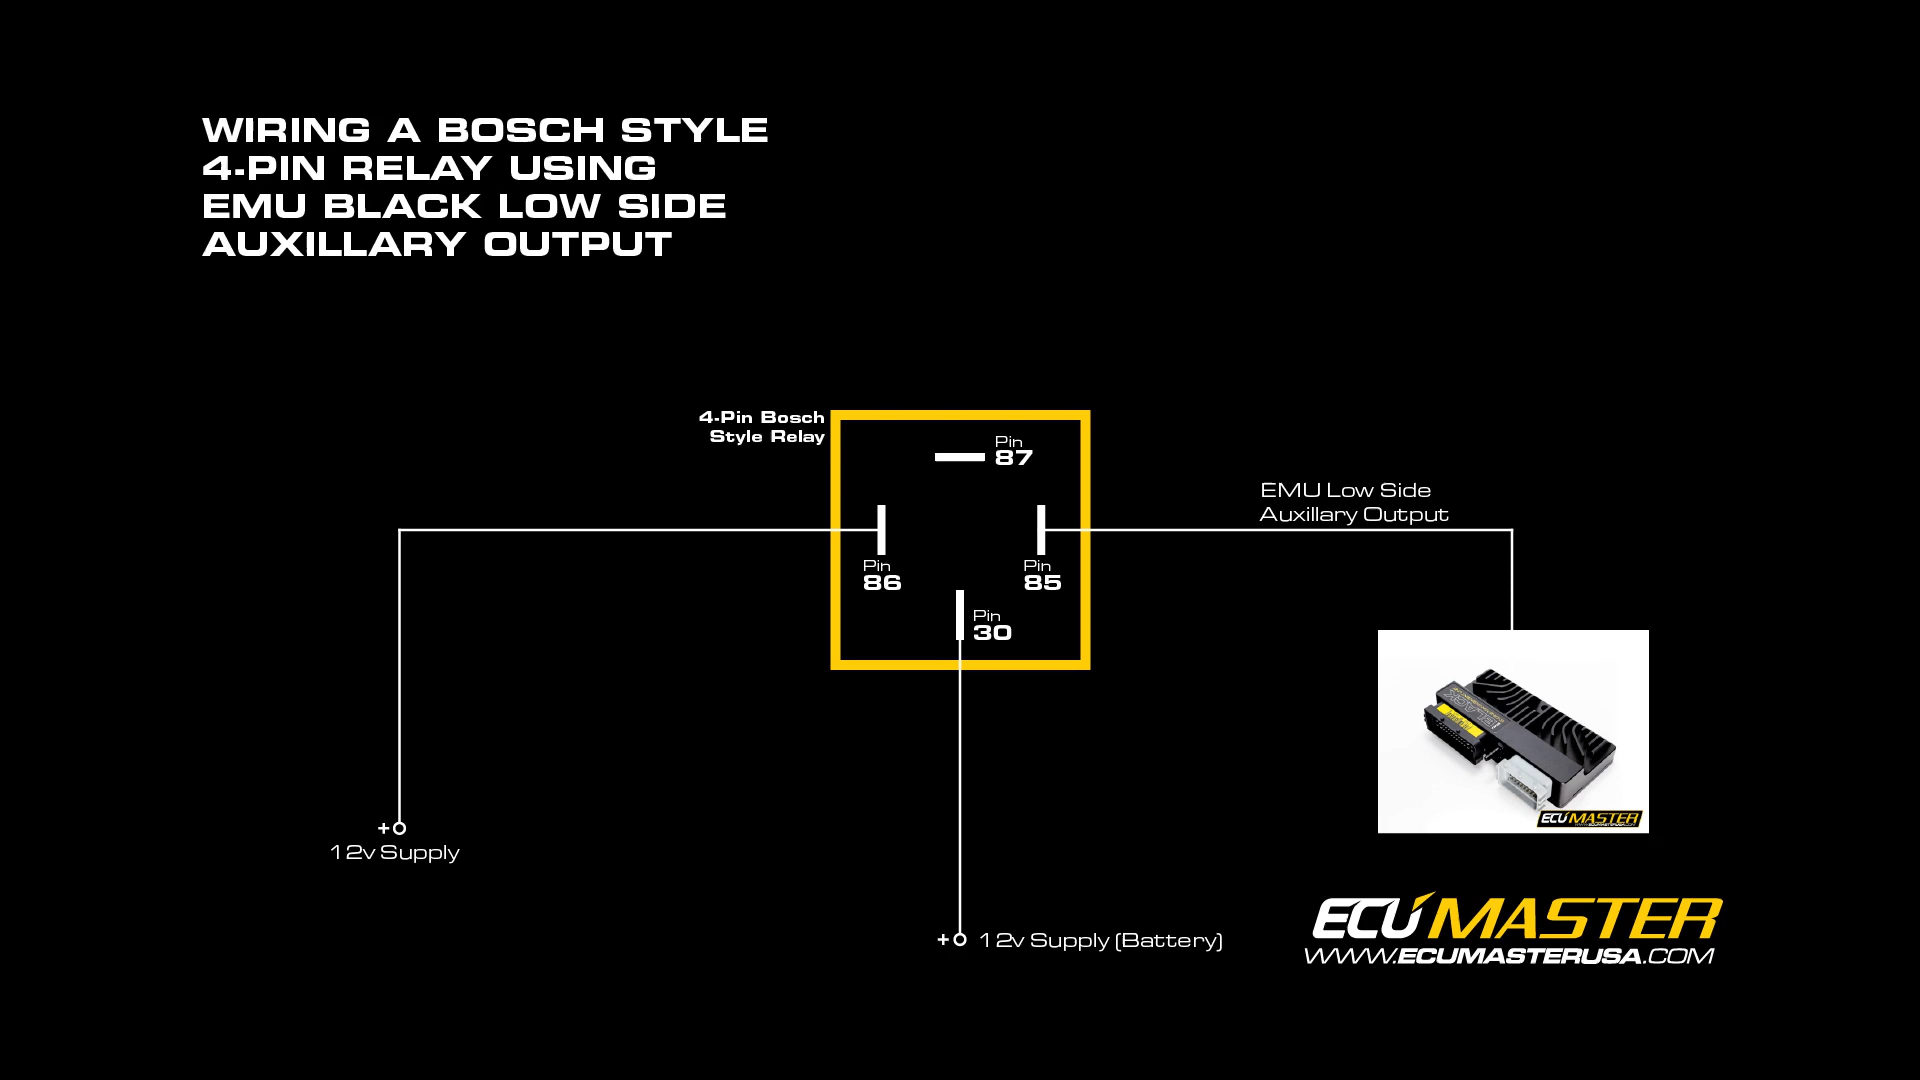 WIRING A BOSCH STYLE
4-PIN RELAY USING
EMU BLACK LOW SIDE
AUXILLARY OUTPUT
4-Pin Bosch
Style Relay
Pin
87
EMU Low Side
Auxillary Output
Pin
86
Pin
85
Pin
30
BLACK
ECUMASTER
+
12v Supply
+ 12v Supply (Battery)
ECUMASTER
WWW.ECUMASTERUSA.COM